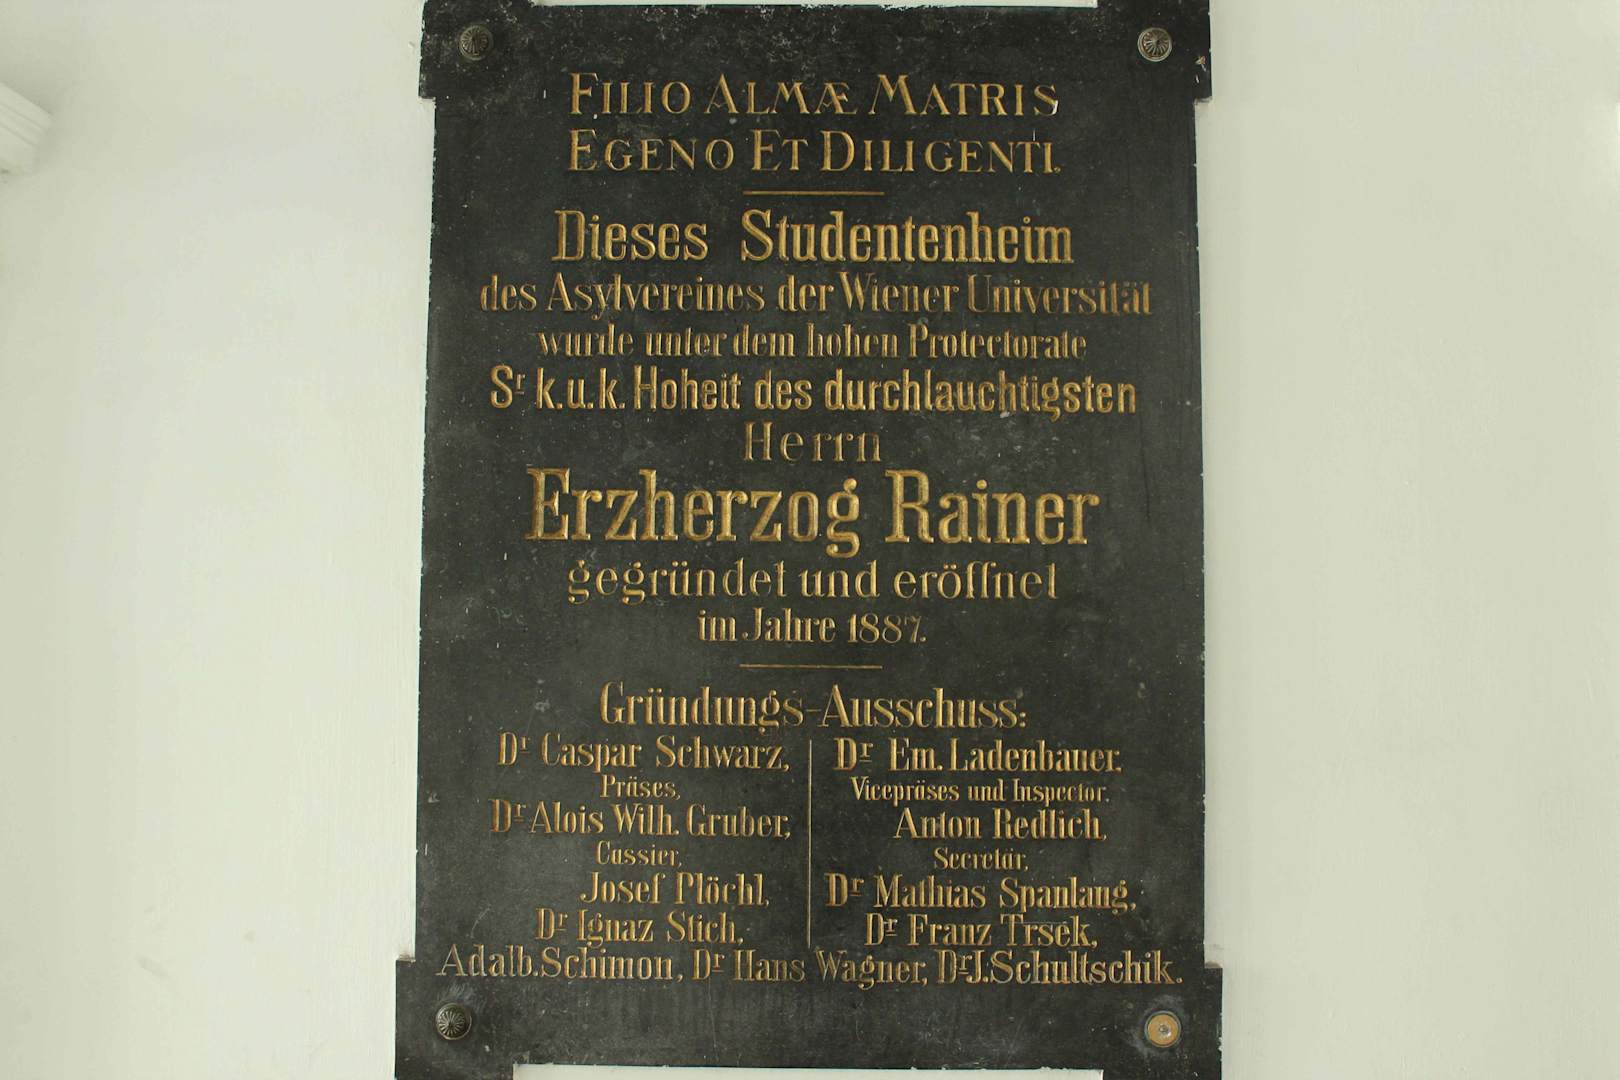 FILIO ALMÆ MATRIS
EGENO ET DILIGENTI.
Dieses Studentenheim
des Asylvereines der Wiener Universität
wurde unter dem hohen Protectorate
Sr k.u.k. Hoheit des durchlauchtigsten
Herrn
Erzherzog Rainer
gegründet und eröffnet
im Jahre 1887.
Gründungs-Ausschuss:
Dr Caspar Schwarz,
Präses,
Dr Alois Wilh. Gruber,
Cassier,
Josef Plöchl,
Dr Ignaz Stich,
Dr Em. Ladenbauer.
Vicepräses und Inspector.
Anton Redlich,
Secretär,
Dr Mathias Spanlang,
Dr Franz Trsek,
Adalb. Schimon, Dr Hans Wagner, Dr J. Schultschik.